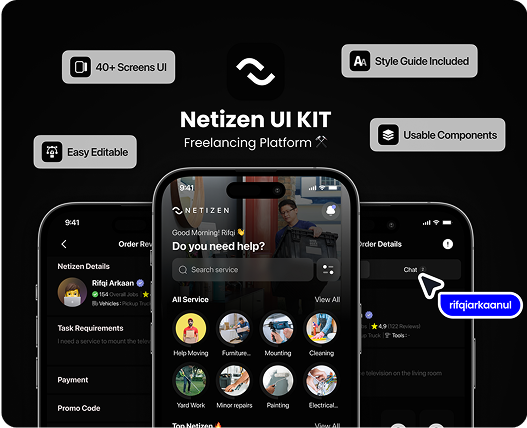 40+ Screens UI
Style Guide Included
Netizen UI KIT
Freelancing Platform
Easy Editable
Usable Components
9:41
NETIZEN
Good Morning! Rifqi
Do you need help?
Search service
All Service
View All
Help Moving
Furniture...
Mounting
Cleaning
Yard Work
Minor repairs
Painting
Electrical...
Top Netizen
View All
9:41
Order Rev
Netizen Details
Rifqi Arkaan
154 Overall Jobs
Vehicles: Pickup Truck
Task Requirements
I need a service to mount the telev
Payment
Promo Code
Order Details
Chat 2
rifqiarkaanul
4,9 (122 Reviews)
Truck
Tools: -
television on the living room